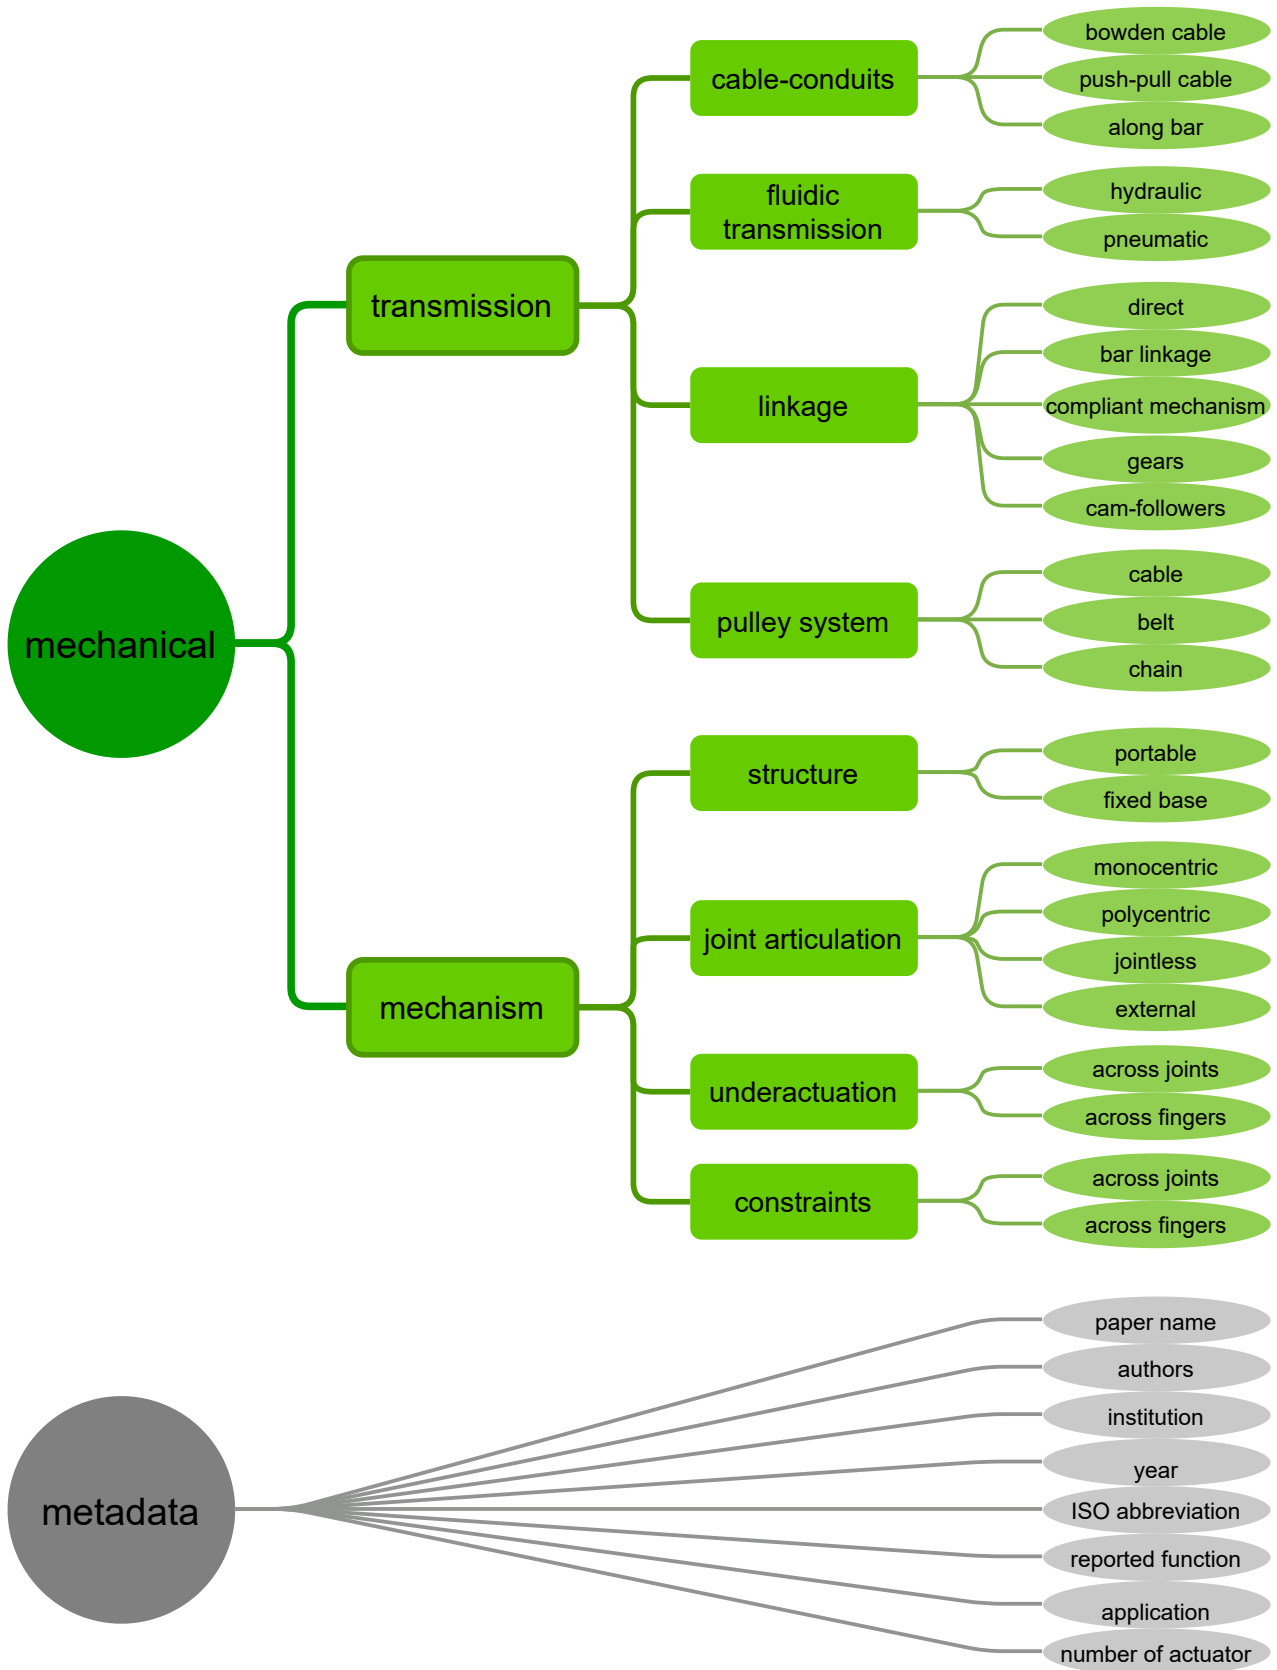 mechanical
transmission
cable-conduits
bowden cable
push-pull cable
along bar
fluidic
transmission
hydraulic
pneumatic
linkage
direct
bar linkage
compliant mechanism
gears
cam-followers
pulley system
cable
belt
chain
mechanism
structure
portable
fixed base
joint articulation
monocentric
polycentric
jointless
external
underactuation
across joints
across fingers
constraints
across joints
across fingers
metadata
paper name
authors
institution
year
ISO abbreviation
reported function
application
number of actuator